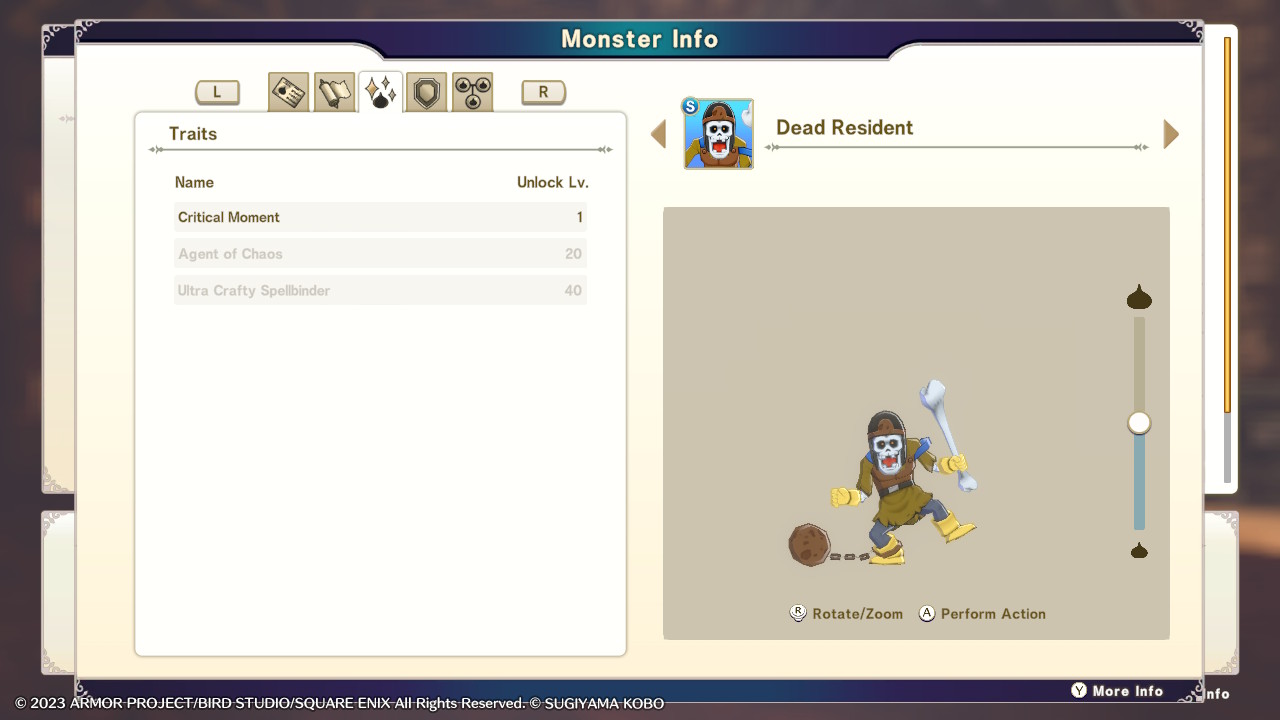 Monster Info
L
R
Traits
Name Unlock Lv.
Critical Moment 1
Agent of Chaos 20
Ultra Crafty Spellbinder 40
S
Dead Resident
R Rotate/Zoom A Perform Action
Y More Info
nfo
© 2023 ARMOR PROJECT/BIRD STUDIO/SQUARE ENIX All Rights Reserved. © SUGIYAMA KOBO